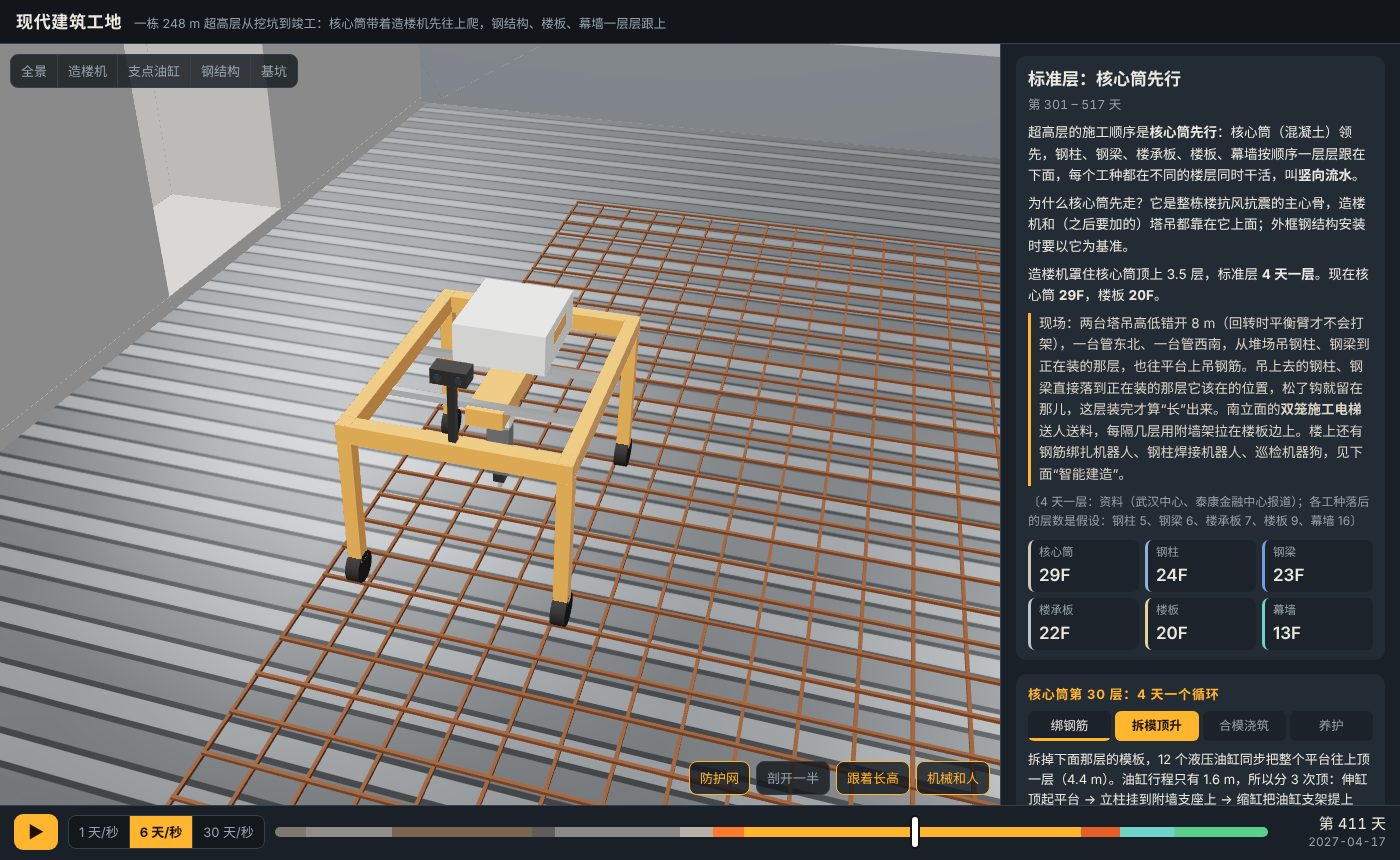 现代建筑工地
一栋 248 m 超高层从挖坑到竣工：核心筒带着造楼机先往上爬，钢结构、楼板、幕墙一层层跟上
全景
造楼机
支点油缸
钢结构
基坑
标准层：核心筒先行
第 301 – 517 天
超高层的施工顺序是核心筒先行：核心筒（混凝土）领
先，钢柱、钢梁、楼承板、楼板、幕墙按顺序一层层跟在
下面，每个工种都在不同的楼层同时干活，叫竖向流水。
为什么核心筒先走？它是整栋楼抗风抗震的主心骨，造楼
机和（之后要加的）塔吊都靠在它上面；外框钢结构安装
时要以它为基准。
造楼机罩住核心筒顶上 3.5 层，标准层 4 天一层。现在核
心筒 29F，楼板 20F。
现场：两台塔吊高低错开 8 m（回转时平衡臂才不会打
架），一台管东北、一台管西南，从堆场吊钢柱、钢梁到
正在装的那层，也往平台上吊钢筋。吊上去的钢柱、钢
梁直接落到正在装的那层它该在的位置，松了钩就留在
那儿，这层装完才算“长”出来。南立面的双笼施工电梯
送人送料，每隔几层用附墙架拉在楼板边上。楼上还有
钢筋绑扎机器人、钢柱焊接机器人、巡检机器狗，见下
面“智能建造”。
〔4 天一层：资料（武汉中心、泰康金融中心报道）；各工种落后
的层数是假设：钢柱 5、钢梁 6、楼承板 7、楼板 9、幕墙 16〕
核心筒
29F
钢柱
24F
钢梁
23F
楼承板
22F
楼板
20F
幕墙
13F
核心筒第 30 层：4 天一个循环
绑钢筋
拆模顶升
合模浇筑
养护
拆掉下面那层的模板，12 个液压油缸同步把整个平台往上顶
一层（4.4 m）。油缸行程只有 1.6 m，所以分 3 次顶：伸缸
顶起平台 → 立柱挂到附墙支座上 → 缩缸把油缸支架提上
防护网
剖开一半
跟着长高
机械和人
1 天/秒
6 天/秒
30 天/秒
第 411 天
2027-04-17